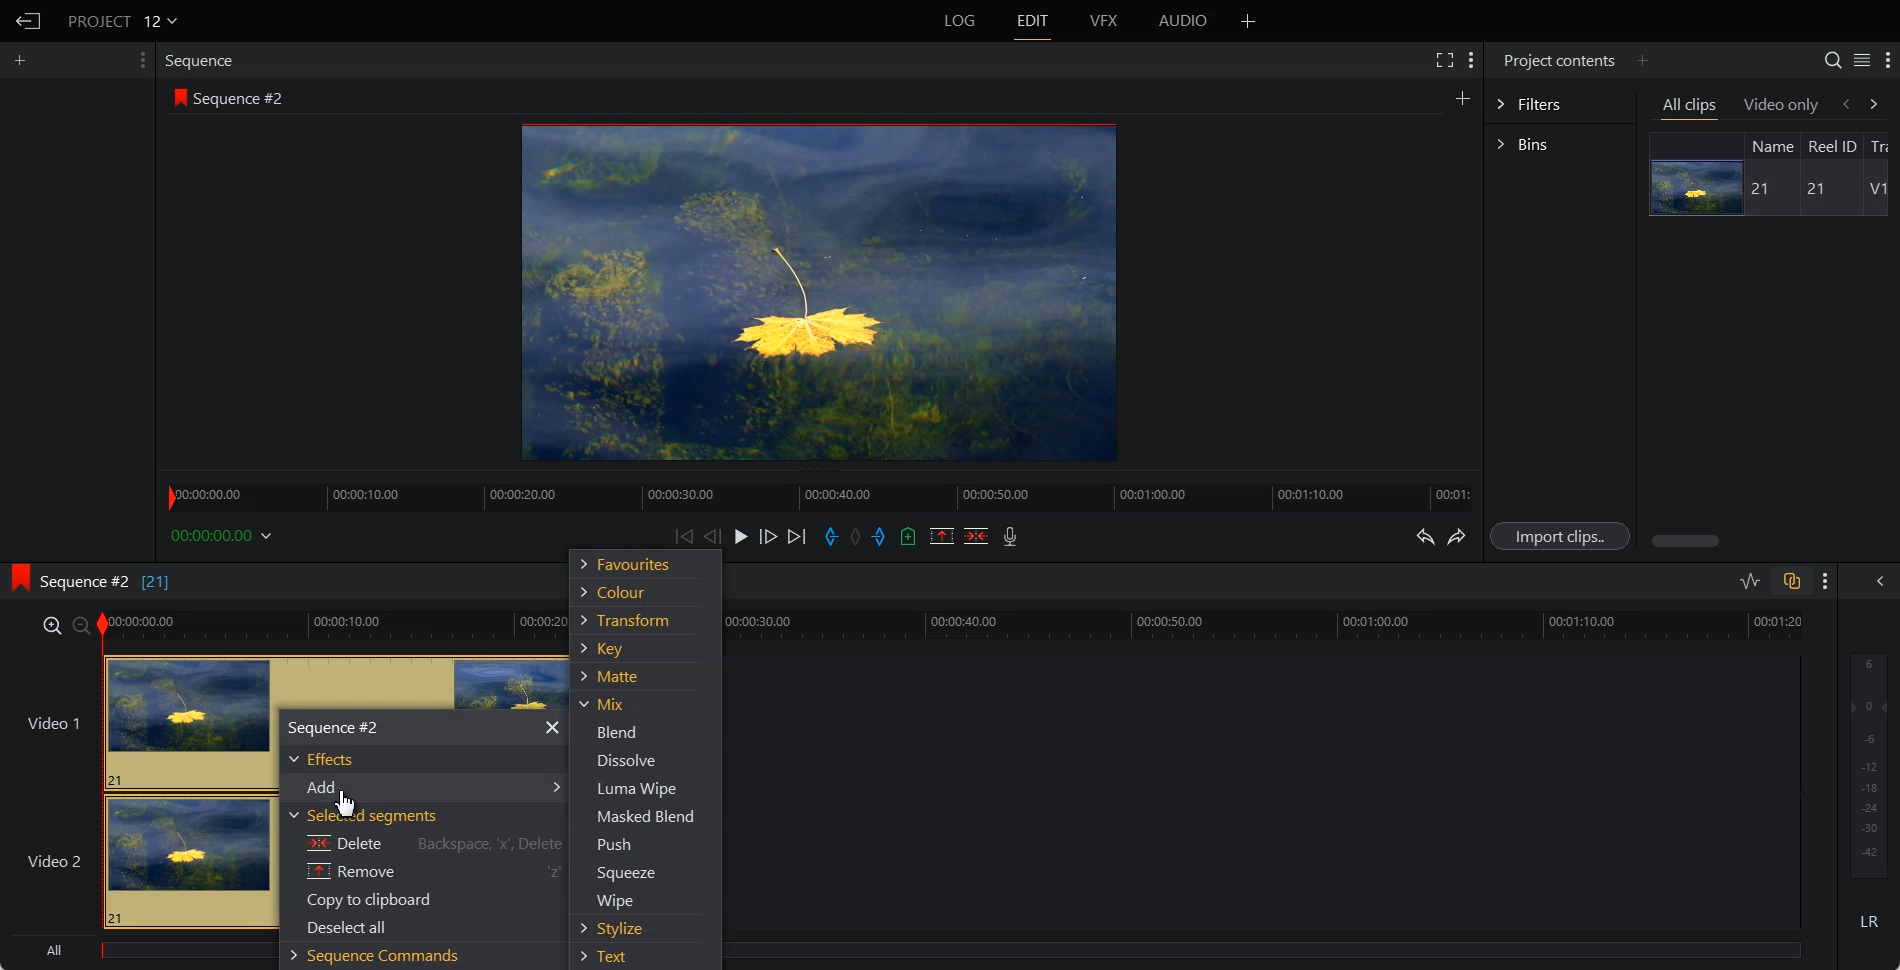 PROJECT 12
LOG EDIT VFX AUDIO +
+
Sequence
Project contents +
Sequence #2
+
Filters
Bins
All clips Video only
Name Reel ID Tra
21 21 V1
00:00:00.00 00:00:10.00 00:00:20.00 00:00:30.00 00:00:40.00 00:00:50.00 00:01:00.00 00:01:10.00 00:01:
00:00:00.00
Import clips..
Sequence #2 [21]
00:00:00.00 00:00:10.00 00:00:20 00:00:30.00 00:00:40.00 00:00:50.00 00:01:00.00 00:01:10.00 00:01:20
Video 1
21
Video 2
21
All
Sequence #2
Effects
Add
Selected segments
Delete Backspace, 'x', Delete
Remove 'z'
Copy to clipboard
Deselect all
Sequence Commands
Favourites
Colour
Transform
Key
Matte
Mix
Blend
Dissolve
Luma Wipe
Masked Blend
Push
Squeeze
Wipe
Stylize
Text
6
0
-6
-12
-18
-24
-30
-42
LR